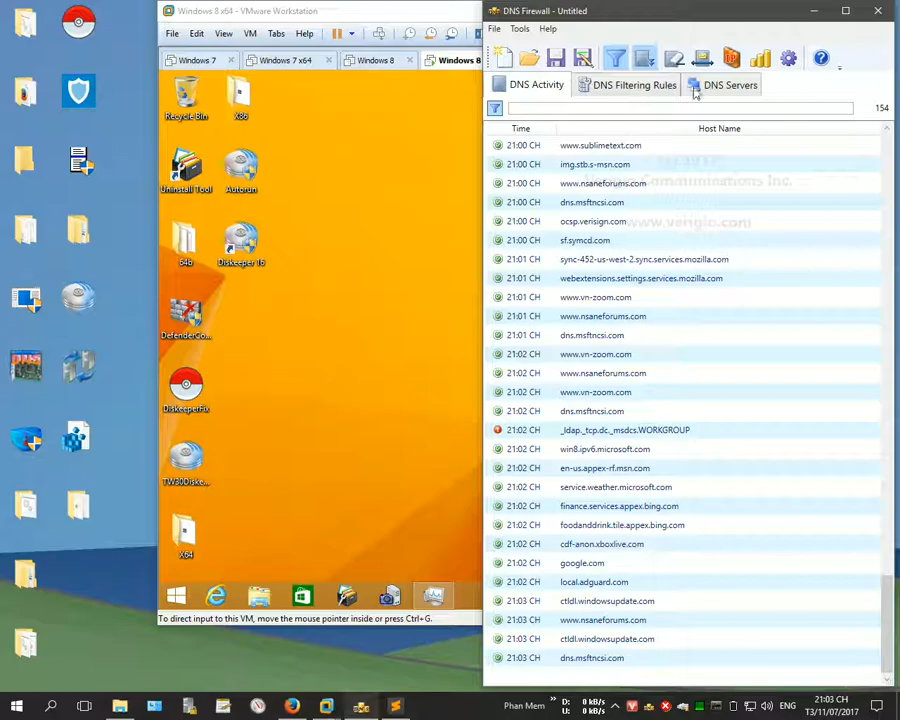 Windows 8 x64 - VMware Workstation
File Edit View VM Tabs Help
Windows 7 Windows 7 x64 Windows 8 Windows 8
Recycle Bin X86
Uninstall Tool Autorun
64b Diskeeper 16
DefenderCo...
DiskeeperFix
TW30Diske...
X64
To direct input to this VM, move the mouse pointer inside or press Ctrl+G.
DNS Firewall - Untitled
File Tools Help
DNS Activity DNS Filtering Rules DNS Servers
154
Time Host Name
Communications Inc.
21:00 CH www.sublimetext.com
21:00 CH img.stb.s-msn.com
21:00 CH www.nsaneforums.com
21:00 CH dns.msftncsi.com
21:00 CH ocsp.verisign.com
www.verigio.com
21:00 CH sf.symcd.com
21:01 CH sync-452-us-west-2.sync.services.mozilla.com
21:01 CH webextensions.settings.services.mozilla.com
21:01 CH www.vn-zoom.com
21:01 CH www.nsaneforums.com
21:01 CH dns.msftncsi.com
21:02 CH www.vn-zoom.com
21:02 CH www.nsaneforums.com
21:02 CH www.vn-zoom.com
21:02 CH dns.msftncsi.com
21:02 CH _ldap._tcp.dc._msdcs.WORKGROUP
21:02 CH win8.ipv6.microsoft.com
21:02 CH en-us.appex-rf.msn.com
21:02 CH service.weather.microsoft.com
21:02 CH finance.services.appex.bing.com
21:02 CH foodanddrink.tile.appex.bing.com
21:02 CH cdf-anon.xboxlive.com
21:02 CH google.com
21:02 CH local.adguard.com
21:03 CH ctldl.windowsupdate.com
21:03 CH www.nsaneforums.com
21:03 CH ctldl.windowsupdate.com
21:03 CH dns.msftncsi.com
Phan Mem
D: 0 kB/s
U: 0 kB/s
ENG
21:03 CH
T3/11/07/2017